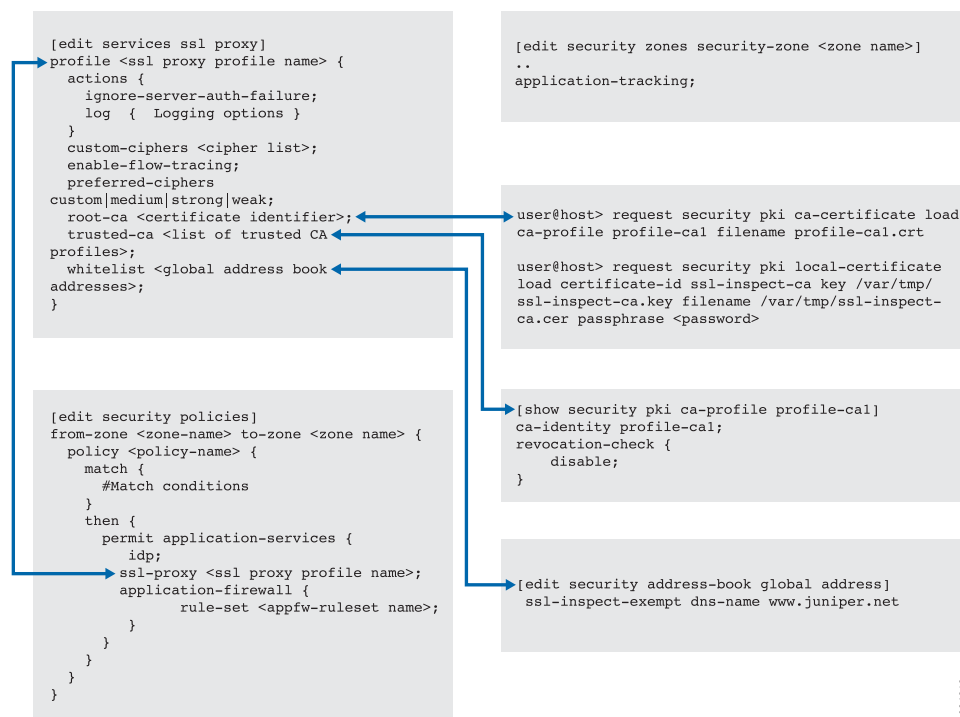 [edit services ssl proxy]
profile <ssl proxy profile name> {
actions {
ignore-server-auth-failure;
log { Logging options }
}
custom-ciphers <cipher list>;
enable-flow-tracing;
preferred-ciphers
custom|medium|strong|weak;
root-ca <certificate identifier>;
trusted-ca <list of trusted CA
profiles>;
whitelist <global address book
addresses>;
}
[edit security policies]
from-zone <zone-name> to-zone <zone name> {
policy <policy-name> {
match {
#Match conditions
}
then {
permit application-services {
idp;
ssl-proxy <ssl proxy profile name>;
application-firewall {
rule-set <appfw-ruleset name>;
}
}
}
}
}
[edit security zones security-zone <zone name>]
..
application-tracking;
user@host> request security pki ca-certificate load
ca-profile profile-ca1 filename profile-ca1.crt
user@host> request security pki local-certificate
load certificate-id ssl-inspect-ca key /var/tmp/
ssl-inspect-ca.key filename /var/tmp/ssl-inspect-
ca.cer passphrase <password>
[show security pki ca-profile profile-ca1]
ca-identity profile-ca1;
revocation-check {
disable;
}
[edit security address-book global address]
ssl-inspect-exempt dns-name www.juniper.net